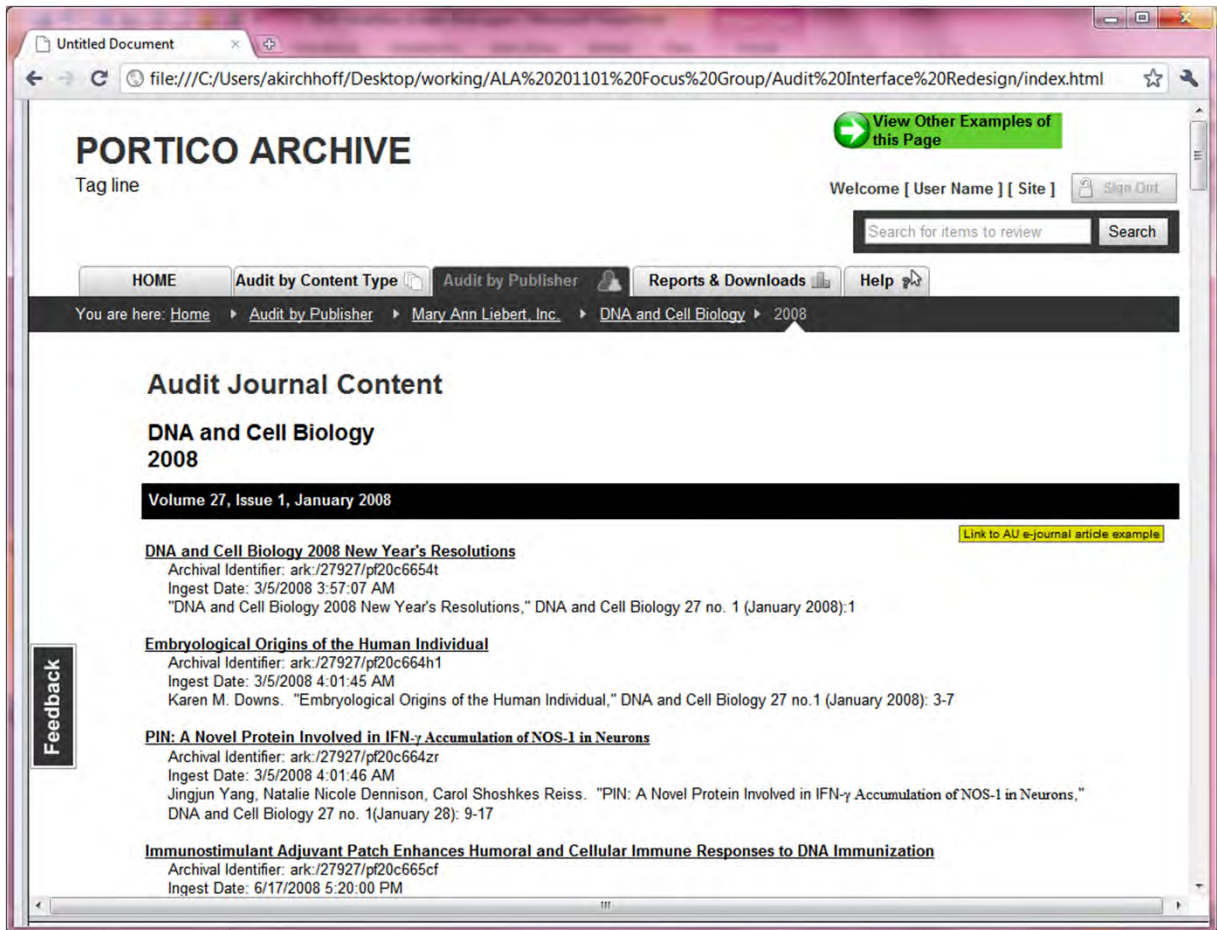 Untitled Document
file:///C:/Users/akirchhoff/Desktop/working/ALA%20201101%20Focus%20Group/Audit%20Interface%20Redesign/index.html
View Other Examples of
this Page
PORTICO ARCHIVE
Tag line
Welcome [ User Name ] [ Site ] Sign Out
Search for items to review Search
HOME Audit by Content Type Audit by Publisher Reports & Downloads Help
You are here: Home Audit by Publisher Mary Ann Liebert, Inc. DNA and Cell Biology 2008
Audit Journal Content
DNA and Cell Biology
2008
Volume 27, Issue 1, January 2008
Link to AU e-journal article example
DNA and Cell Biology 2008 New Year's Resolutions
Archival Identifier: ark:/27927/pf20c6654t
Ingest Date: 3/5/2008 3:57:07 AM
"DNA and Cell Biology 2008 New Year's Resolutions," DNA and Cell Biology 27 no. 1 (January 2008):1
Embryological Origins of the Human Individual
Archival Identifier: ark:/27927/pf20c664h1
Ingest Date: 3/5/2008 4:01:45 AM
Karen M. Downs. "Embryological Origins of the Human Individual," DNA and Cell Biology 27 no.1 (January 2008): 3-7
Feedback
PIN: A Novel Protein Involved in IFN-γ Accumulation of NOS-1 in Neurons
Archival Identifier: ark:/27927/pf20c664zr
Ingest Date: 3/5/2008 4:01:46 AM
Jingjun Yang, Natalie Nicole Dennison, Carol Shoshkes Reiss. "PIN: A Novel Protein Involved in IFN-γ Accumulation of NOS-1 in Neurons,"
DNA and Cell Biology 27 no. 1(January 28): 9-17
Immunostimulant Adjuvant Patch Enhances Humoral and Cellular Immune Responses to DNA Immunization
Archival Identifier: ark:/27927/pf20c665cf
Ingest Date: 6/17/2008 5:20:00 PM